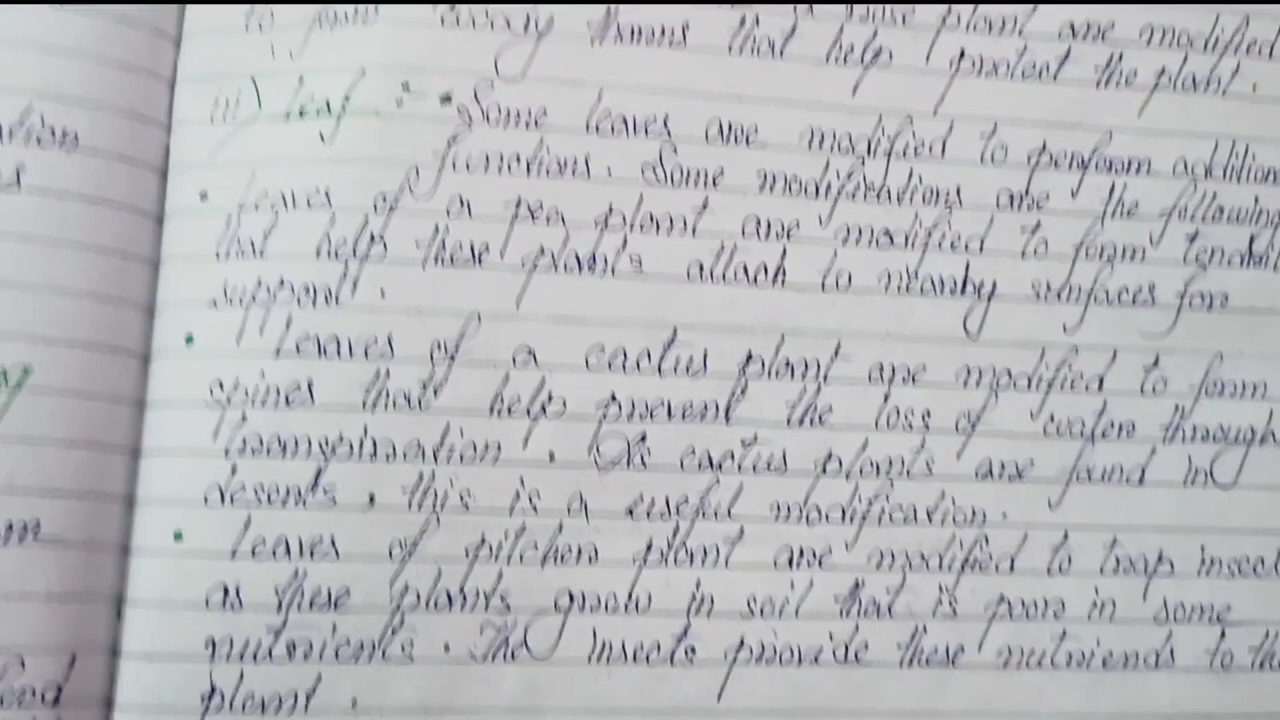 plant are modified
thorns that help protect the plant.
iii) leaf :- Some leaves are modified to perform addition
functions. Some modifications are the following
• Leaves of a pea plant are modified to form tendril
that help these plants attach to nearby surfaces for
support.
• Leaves of a cactus plant are modified to form
spines that help prevent the loss of water through
transpiration. As cactus plants are found in
deserts, this is a useful modification.
• Leaves of pitcher plant are modified to trap insect
as these plants grow in soil that is poor in some
nutrients. The insects provide these nutriends to the
plant.